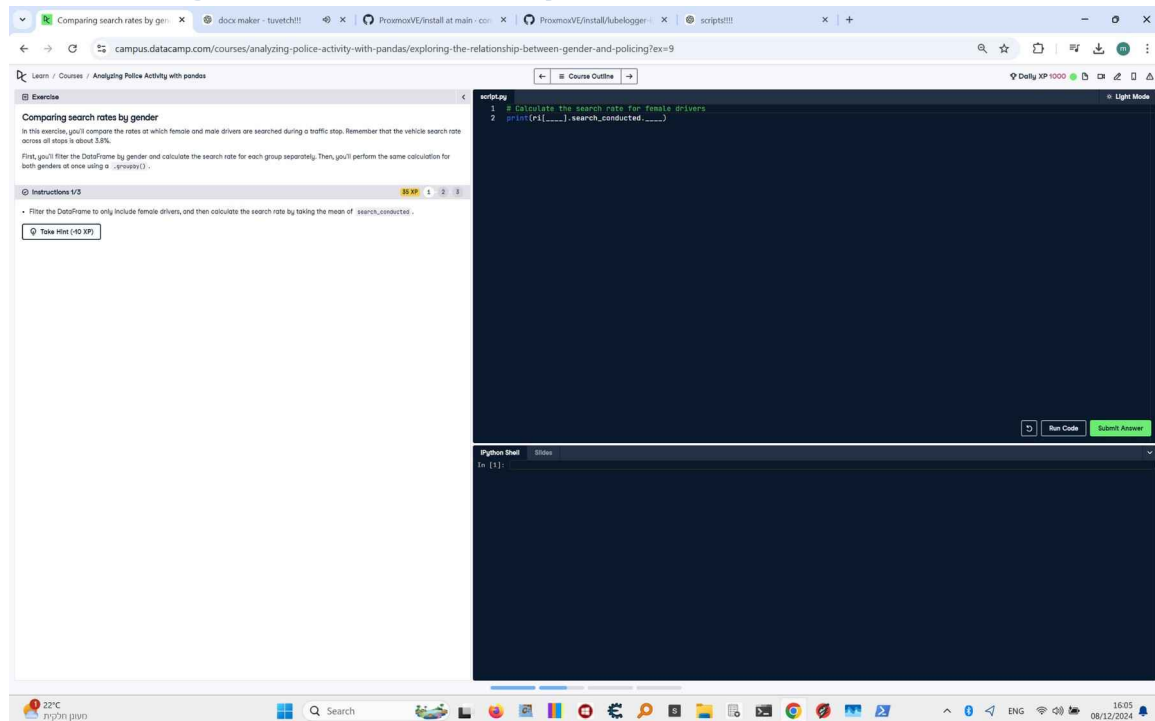 Comparing search rates by gen
docx maker - tuvetch!!!
ProxmoxVE/install at main · con
ProxmoxVE/install/lubelogger-i
scripts!!!!
campus.datacamp.com/courses/analyzing-police-activity-with-pandas/exploring-the-relationship-between-gender-and-policing?ex=9
Learn / Courses / Analyzing Police Activity with pandas
Course Outline
Daily XP 1000
Exercise
Comparing search rates by gender
In this exercise, you'll compare the rates at which female and male drivers are searched during a traffic stop. Remember that the vehicle search rate
across all stops is about 3.8%.
First, you'll filter the DataFrame by gender and calculate the search rate for each group separately. Then, you'll perform the same calculation for
both genders at once using a .groupby() .
Instructions 1/3
35 XP 1 2 3
• Filter the DataFrame to only include female drivers, and then calculate the search rate by taking the mean of search_conducted .
Take Hint (-10 XP)
script.py
Light Mode
1 # Calculate the search rate for female drivers
2 print(ri[____].search_conducted.____)
Run Code
Submit Answer
IPython Shell Slides
In [1]:
1
22°C
מעונן חלקית
Search
ENG
16:05
08/12/2024